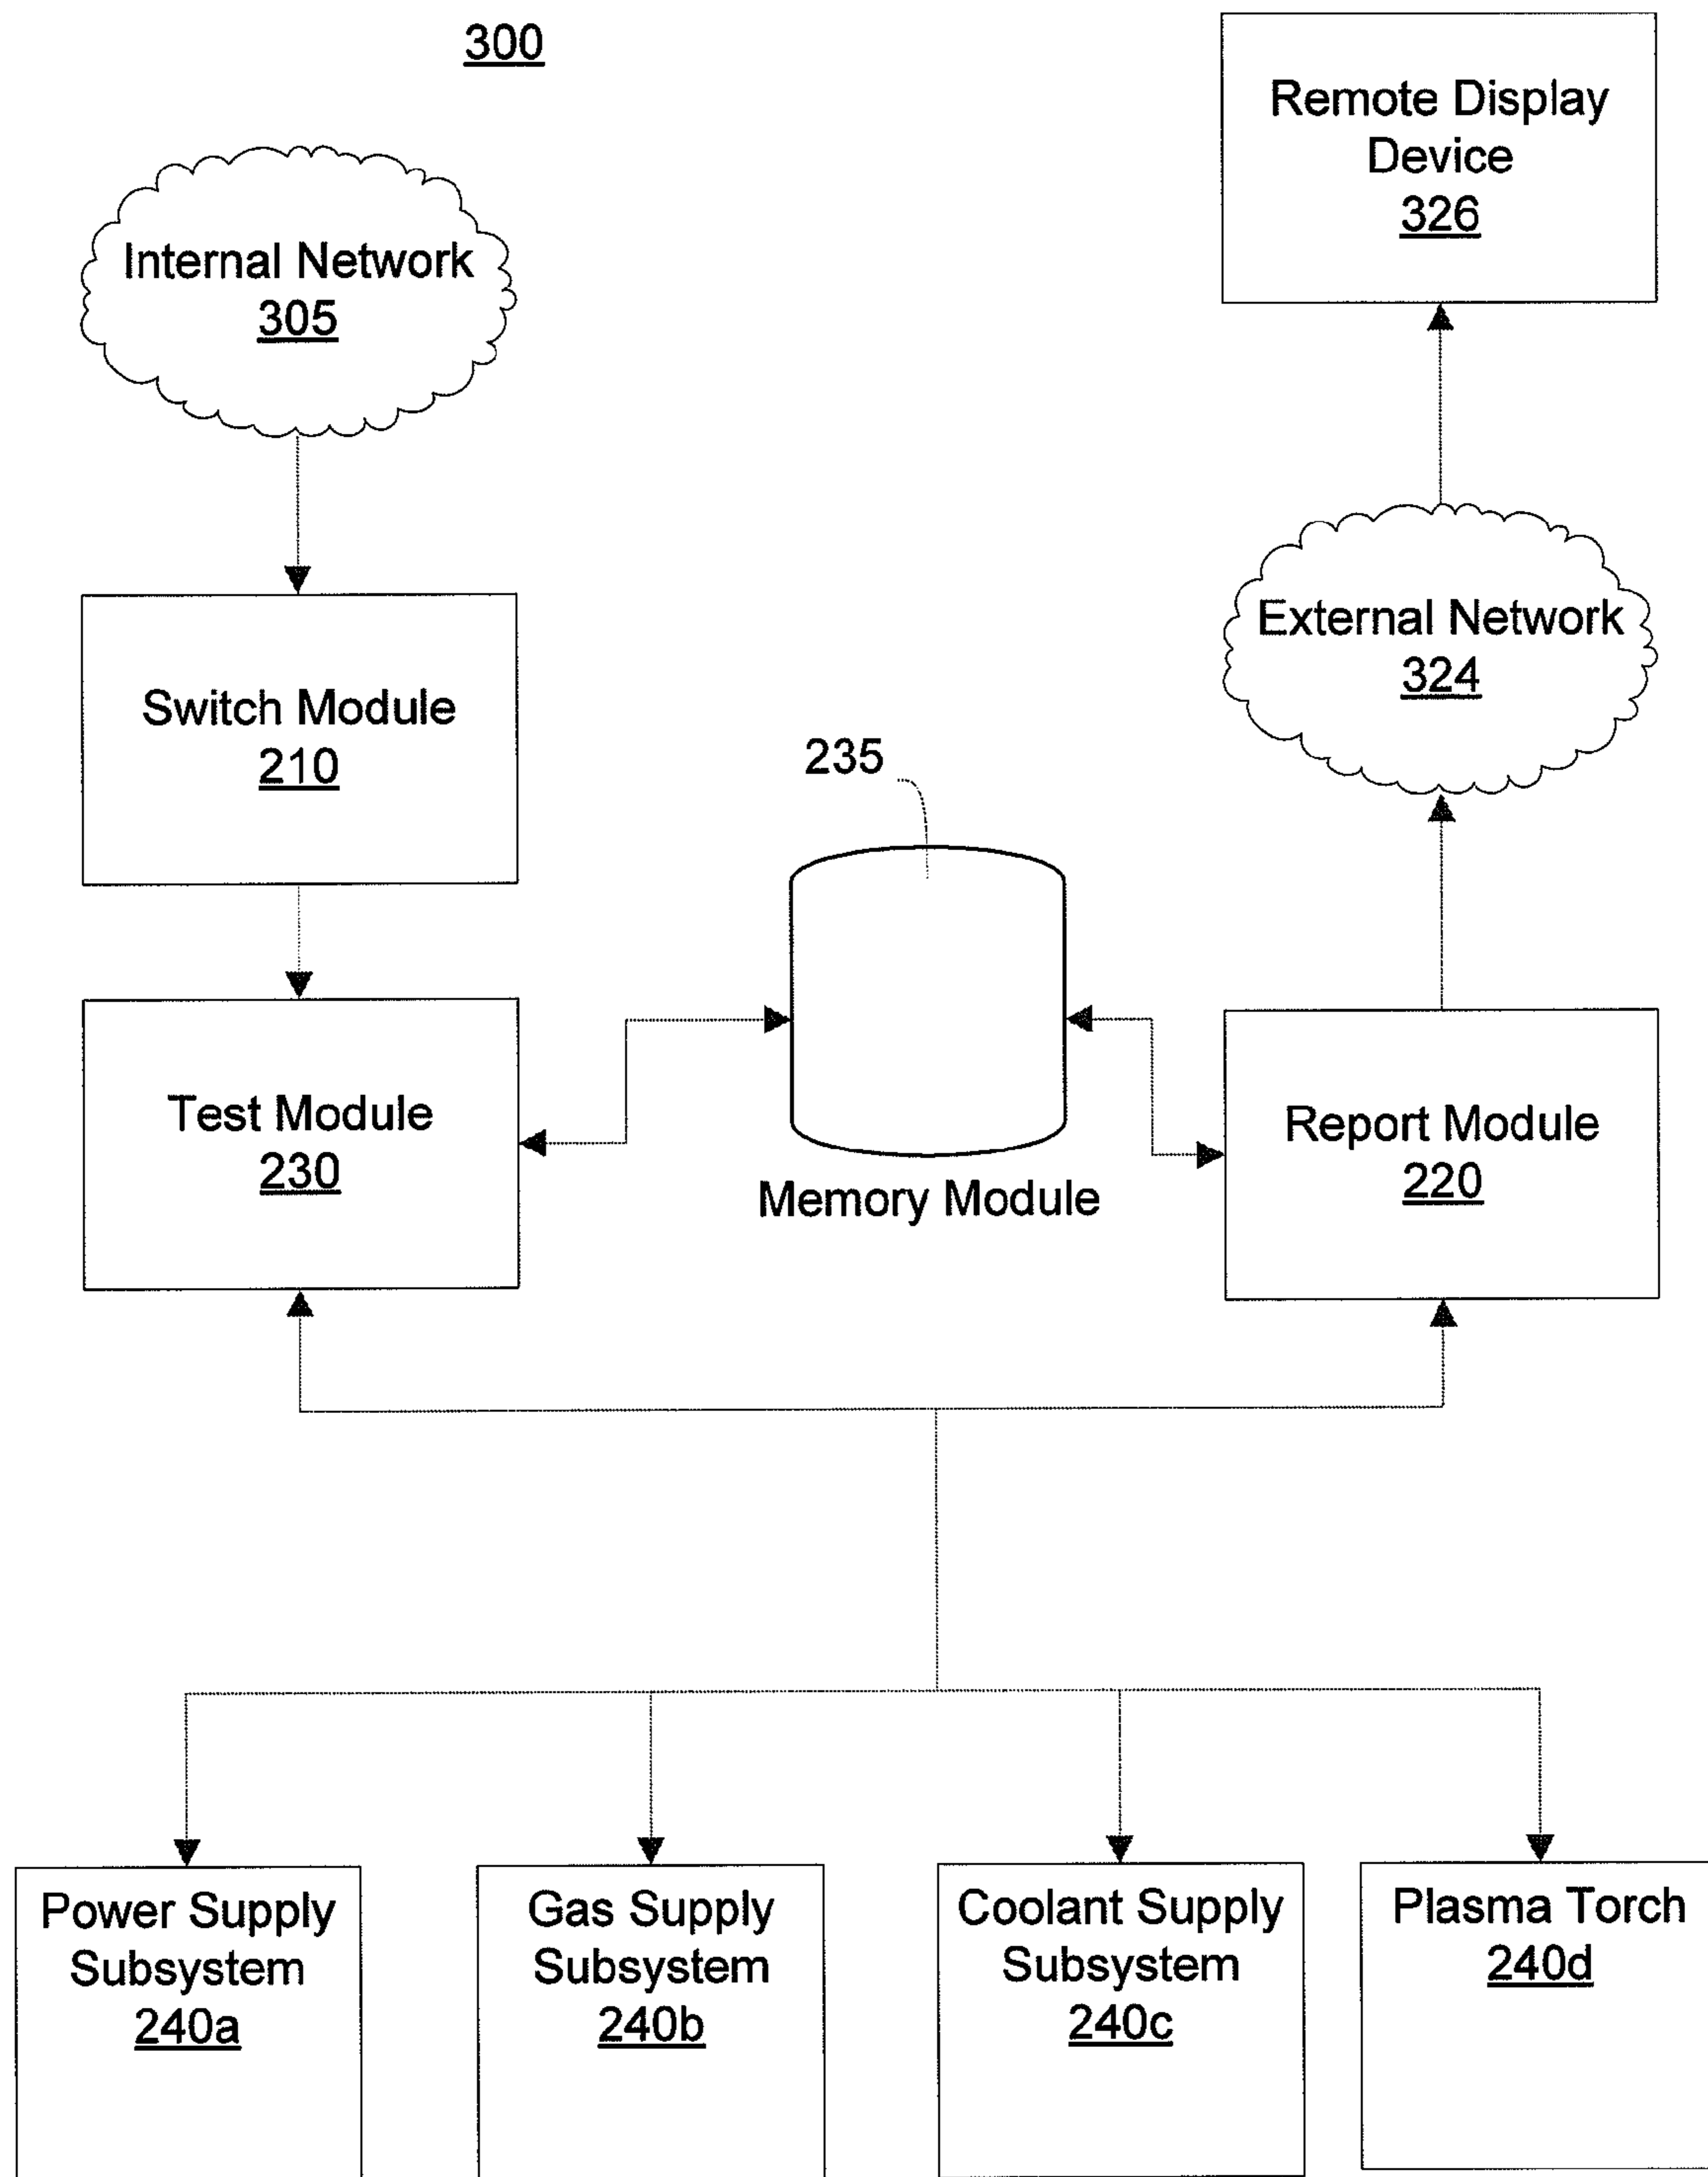 300
Remote Display
Device
326
Internal Network
305
External Network
324
Switch Module
210
235
Test Module
230
Memory Module
Report Module
220
Power Supply
Subsystem
240a
Gas Supply
Subsystem
240b
Coolant Supply
Subsystem
240c
Plasma Torch
240d